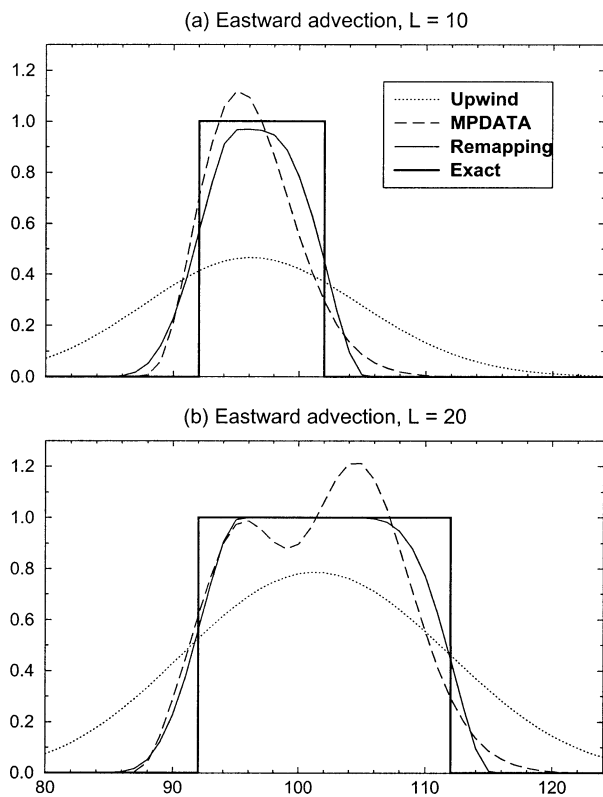 (a) Eastward advection, L = 10
1.2
1.0
0.8
0.6
0.4
0.2
0.0
Upwind
MPDATA
Remapping
Exact
(b) Eastward advection, L = 20
1.2
1.0
0.8
0.6
0.4
0.2
0.0
80 90 100 110 120